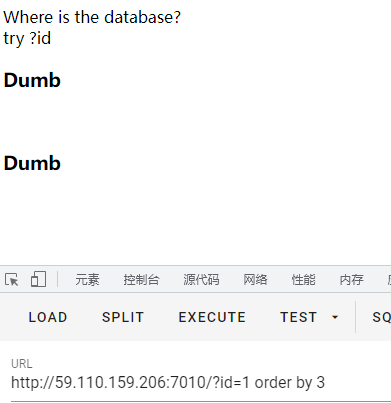 Where is the database?
try ?id
Dumb
Dumb
元素 控制台 源代码 网络 性能 内存
LOAD SPLIT EXECUTE TEST SQ
URL
http://59.110.159.206:7010/?id=1 order by 3